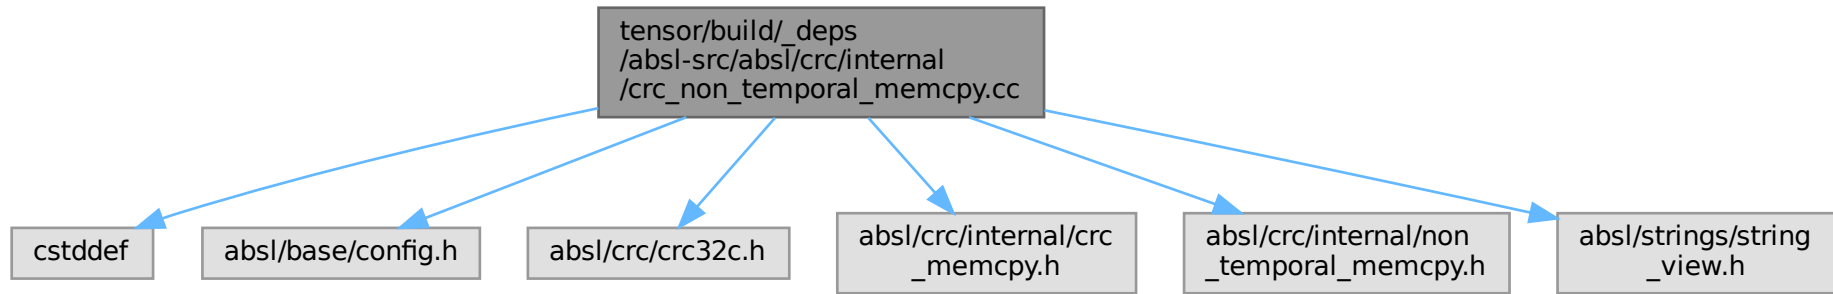 tensor/build/_deps
/absl-src/absl/crc/internal
/crc_non_temporal_memcpy.cc
cstddef
absl/base/config.h
absl/crc/crc32c.h
absl/crc/internal/crc
_memcpy.h
absl/crc/internal/non
_temporal_memcpy.h
absl/strings/string
_view.h